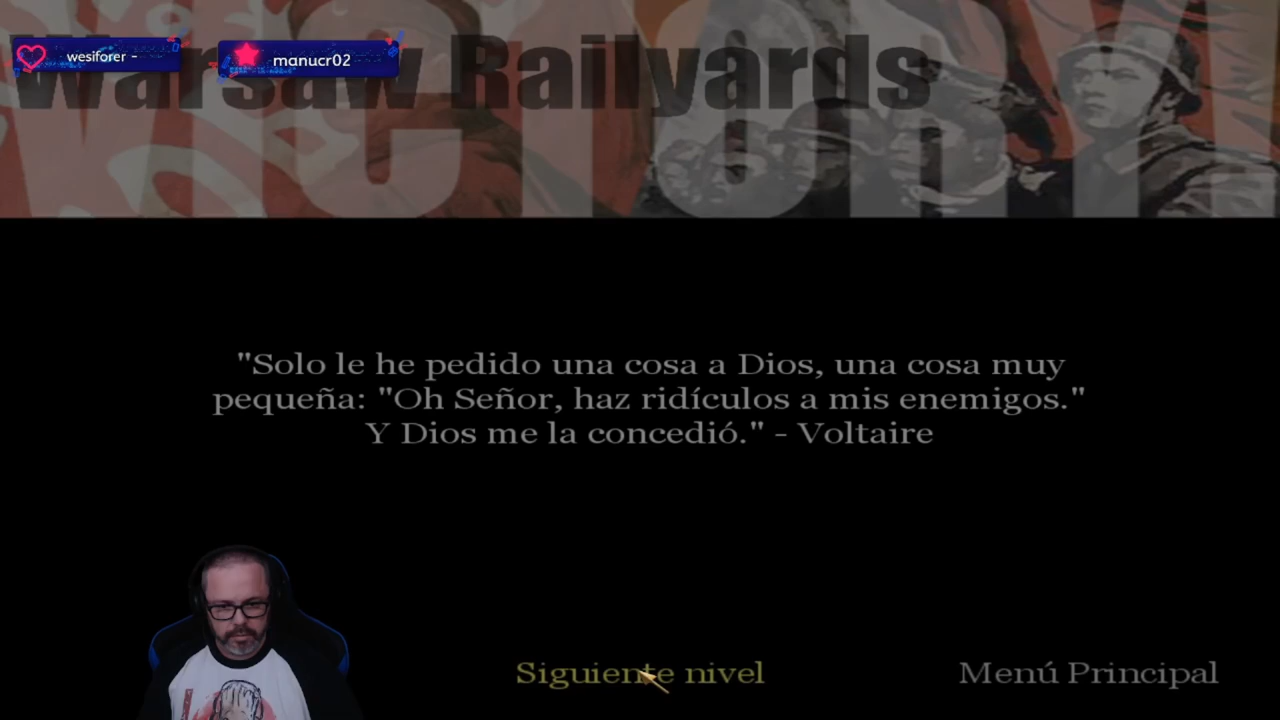 VICTORY!
Warsaw Railyards
wesiforer -
manucr02
"Solo le he pedido una cosa a Dios, una cosa muy
pequeña: "Oh Señor, haz ridículos a mis enemigos."
Y Dios me la concedió." - Voltaire
Siguiente nivel
Menú Principal